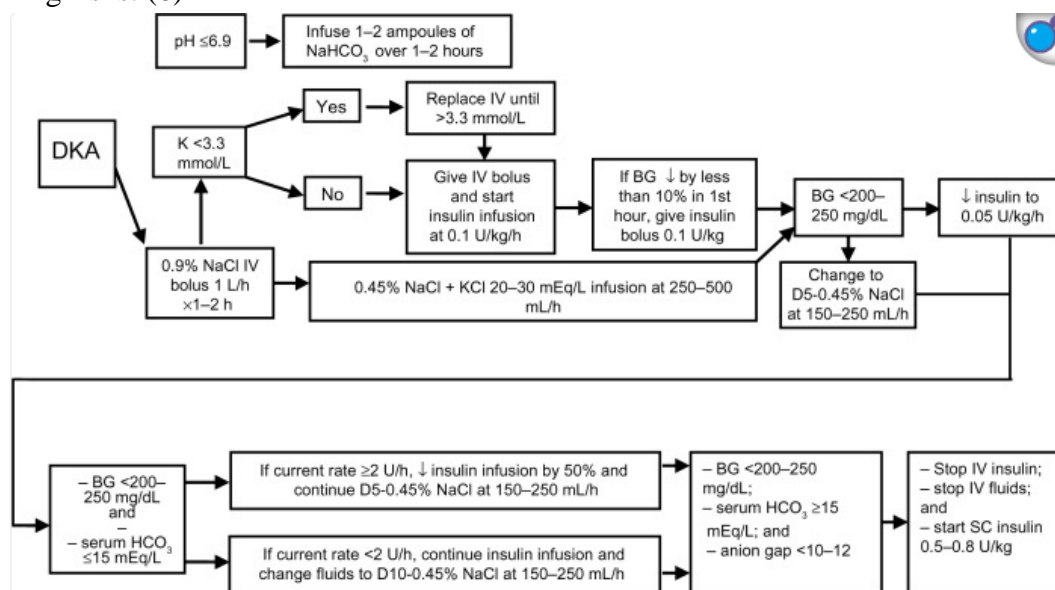 pH ≤6.9
Infuse 1–2 ampoules of
NaHCO₃ over 1–2 hours
Yes
Replace IV until
>3.3 mmol/L
DKA
K <3.3
mmol/L
No
Give IV bolus
and start
insulin infusion
at 0.1 U/kg/h
If BG ↓ by less
than 10% in 1st
hour, give insulin
bolus 0.1 U/kg
BG <200–
250 mg/dL
↓ insulin to
0.05 U/kg/h
0.9% NaCl IV
bolus 1 L/h
×1–2 h
0.45% NaCl + KCl 20–30 mEq/L infusion at 250–500
mL/h
Change to
D5-0.45% NaCl
at 150–250 mL/h
– BG <200–
250 mg/dL
and
–
– serum HCO₃
≤15 mEq/L
If current rate ≥2 U/h, ↓ insulin infusion by 50% and
continue D5-0.45% NaCl at 150–250 mL/h
If current rate <2 U/h, continue insulin infusion and
change fluids to D10-0.45% NaCl at 150–250 mL/h
– BG <200–250
mg/dL;
– serum HCO₃ ≥15
mEq/L; and
– anion gap <10–12
– Stop IV insulin;
– stop IV fluids;
and
– start SC insulin
0.5–0.8 U/kg